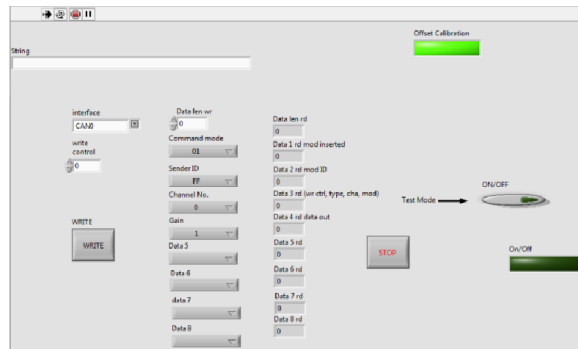 Offset Calibration
String
interface
CAN0
write
control
0
WRITE
WRITE
Data len wr
0
Command mode
01
Sender ID
FF
Channel No.
0
Gain
1
Data 5
Data 6
data 7
Data 8
Data len rd
0
Data 1 rd mod inserted
0
Data 2 rd mod ID
0
Data 3 rd (wr ctrl, type, cha, mod)
0
Data 4 rd data out
0
Data 5 rd
0
Data 6 rd
0
Data 7 rd
0
Data 8 rd
0
Test Mode
ON/OFF
STOP
On/Off